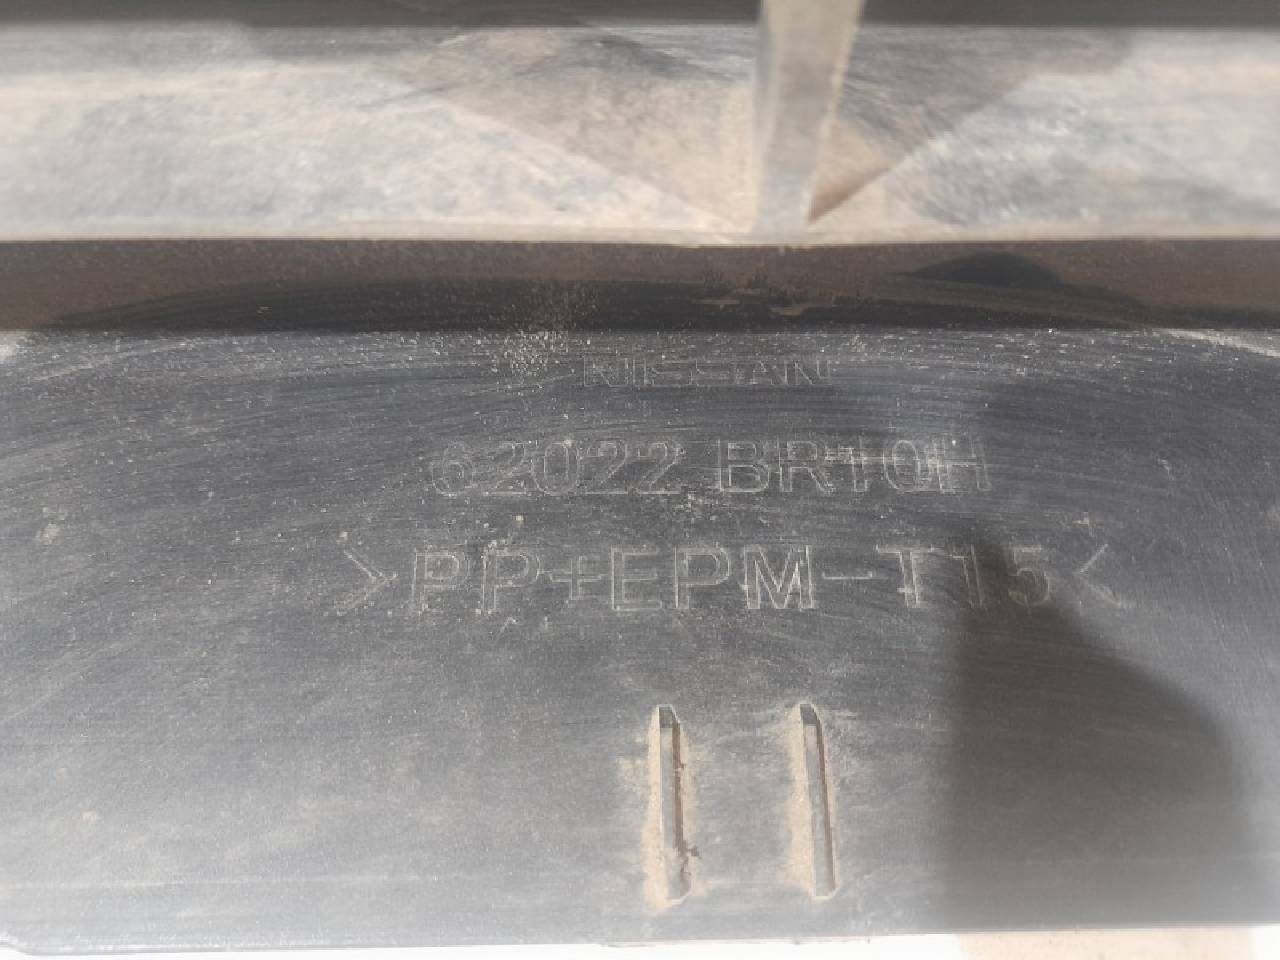 NISSAN
62022 BR10H
>PP+EPM-T15<